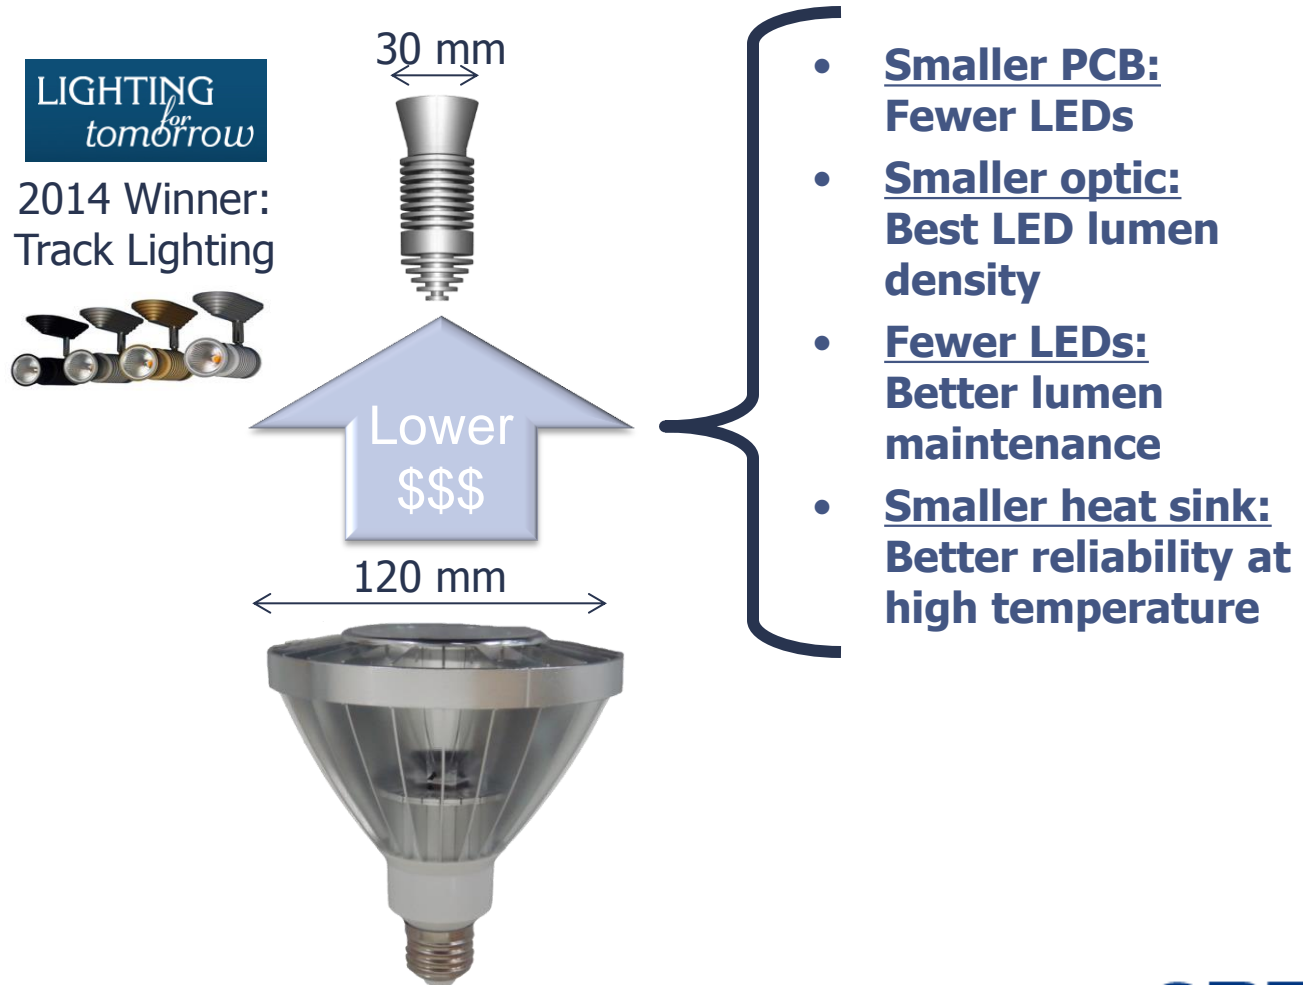 LIGHTING
for
tomorrow
2014 Winner:
Track Lighting
30 mm
Lower
$$$
120 mm
• Smaller PCB:
Fewer LEDs
• Smaller optic:
Best LED lumen
density
• Fewer LEDs:
Better lumen
maintenance
• Smaller heat sink:
Better reliability at
high temperature